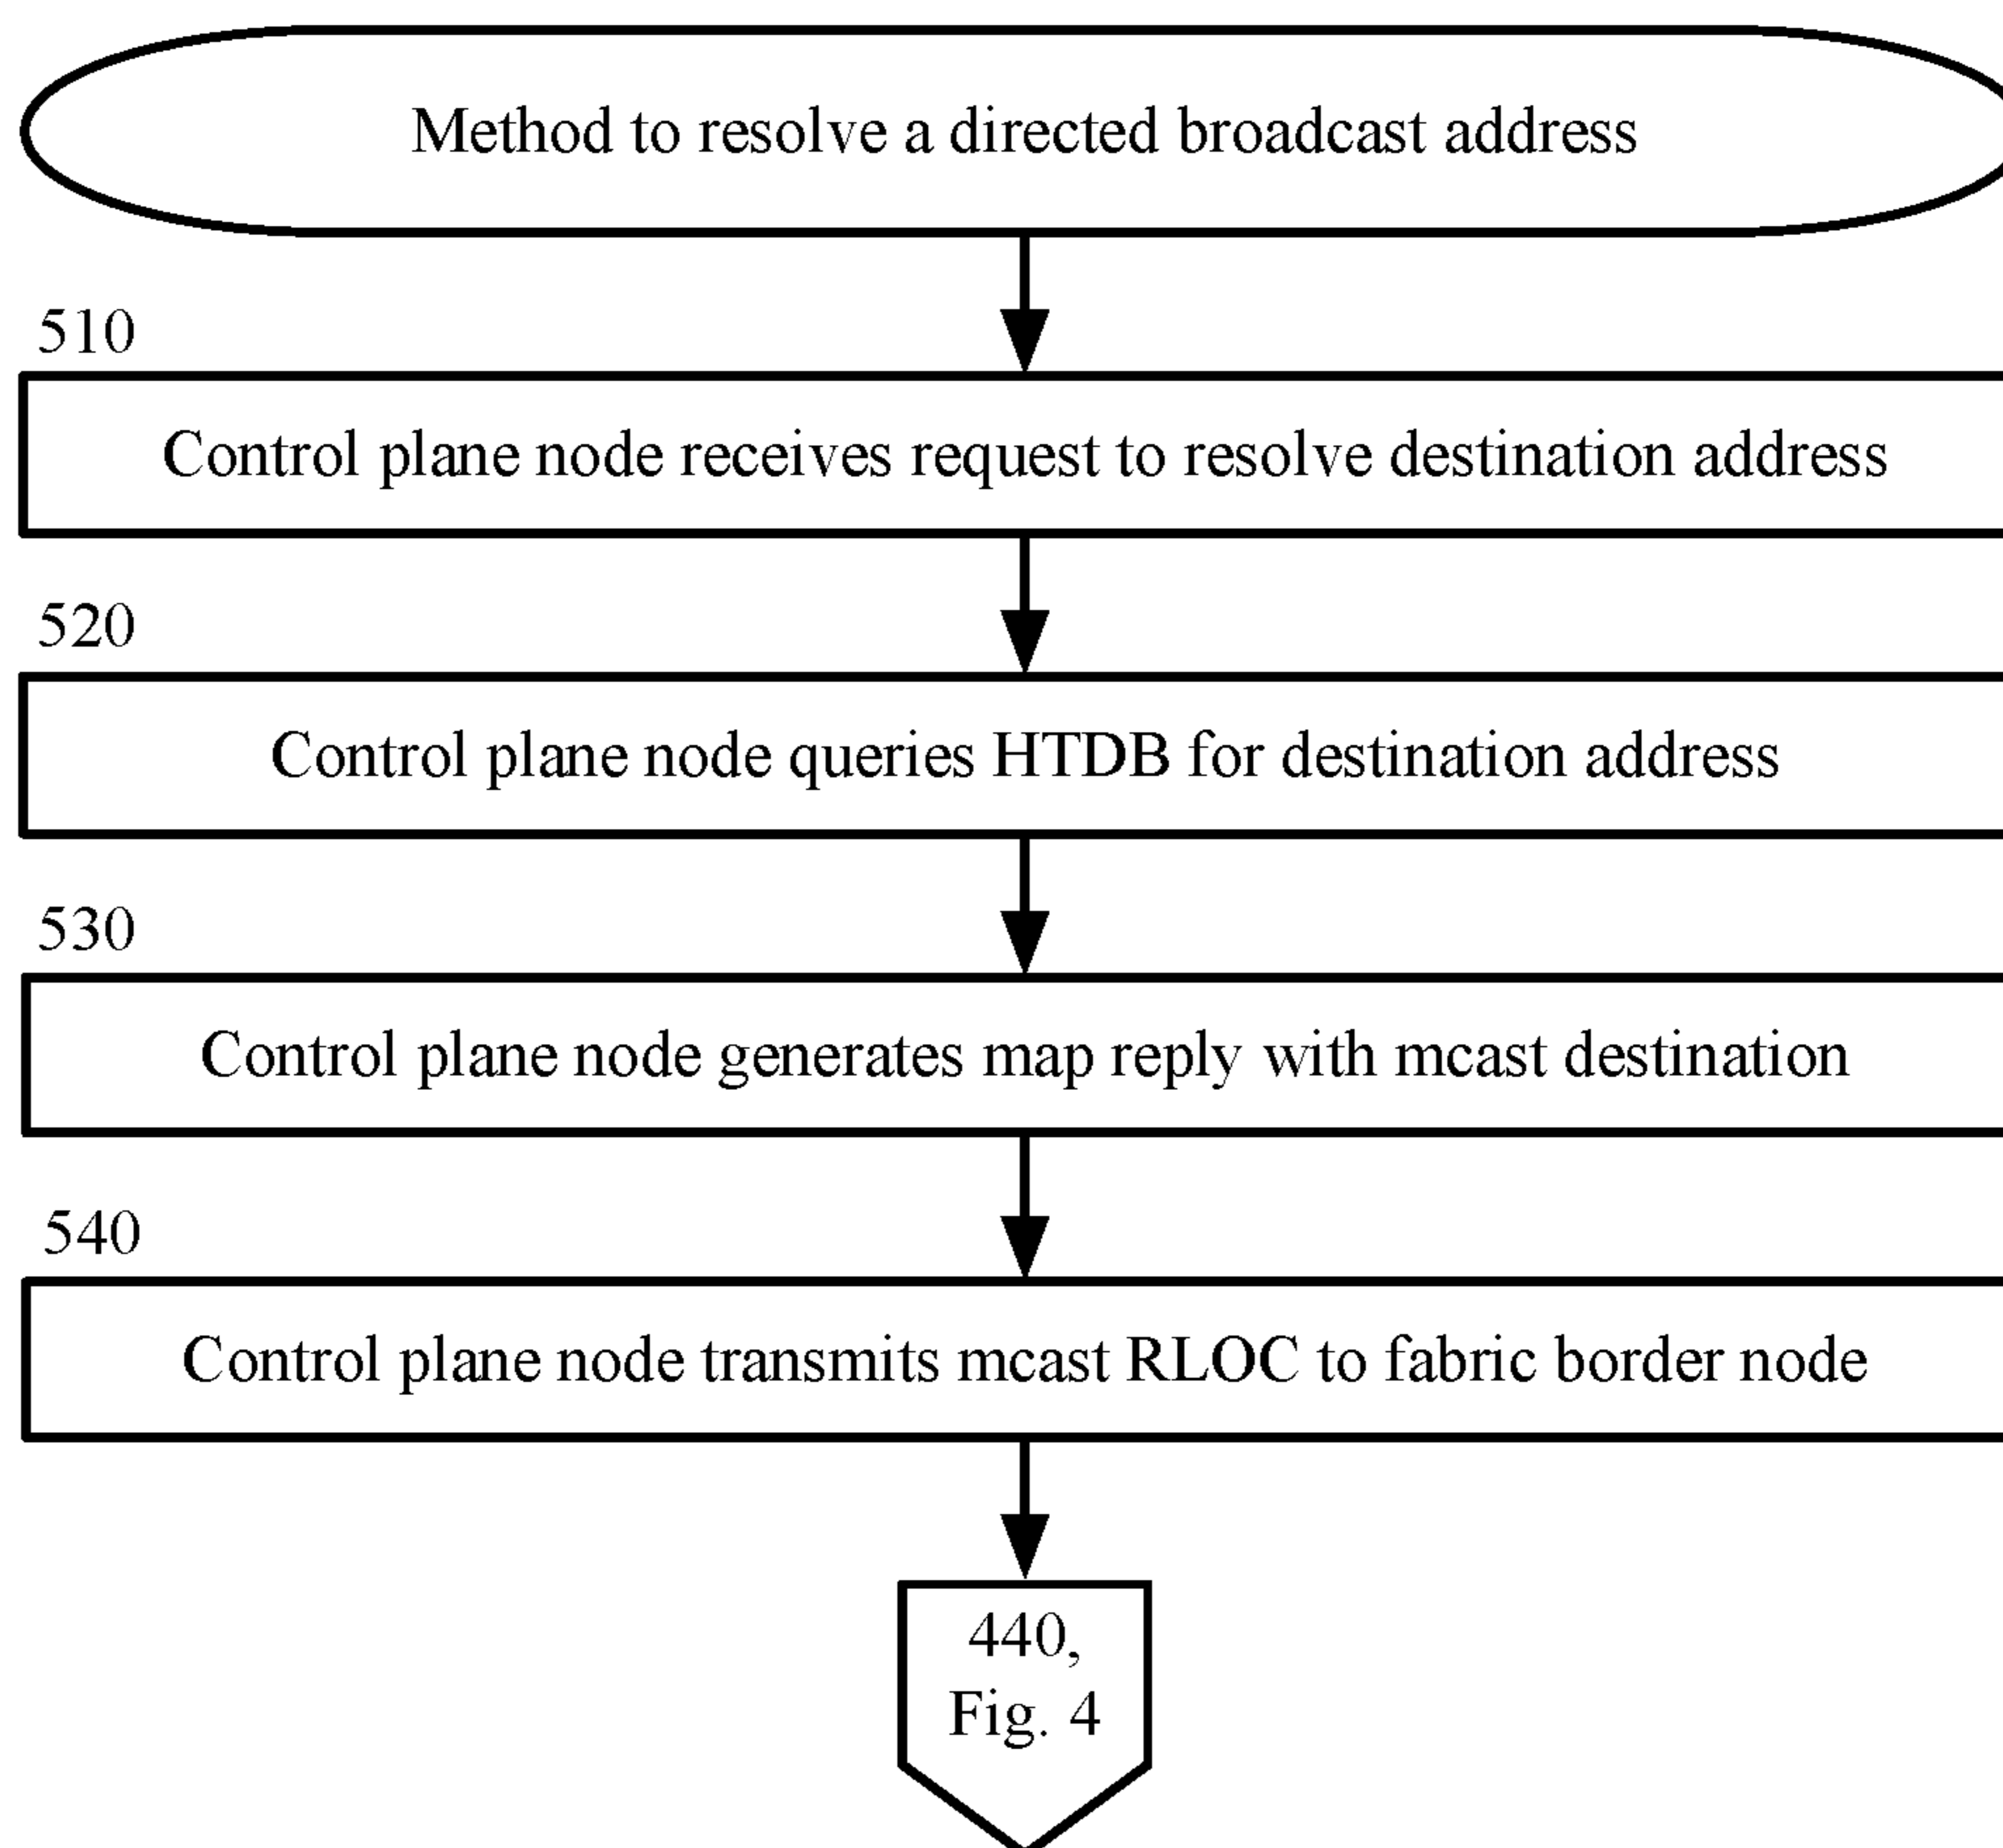 Method to resolve a directed broadcast address
510
Control plane node receives request to resolve destination address
520
Control plane node queries HTDB for destination address
530
Control plane node generates map reply with mcast destination
540
Control plane node transmits mcast RLOC to fabric border node
440,
Fig. 4